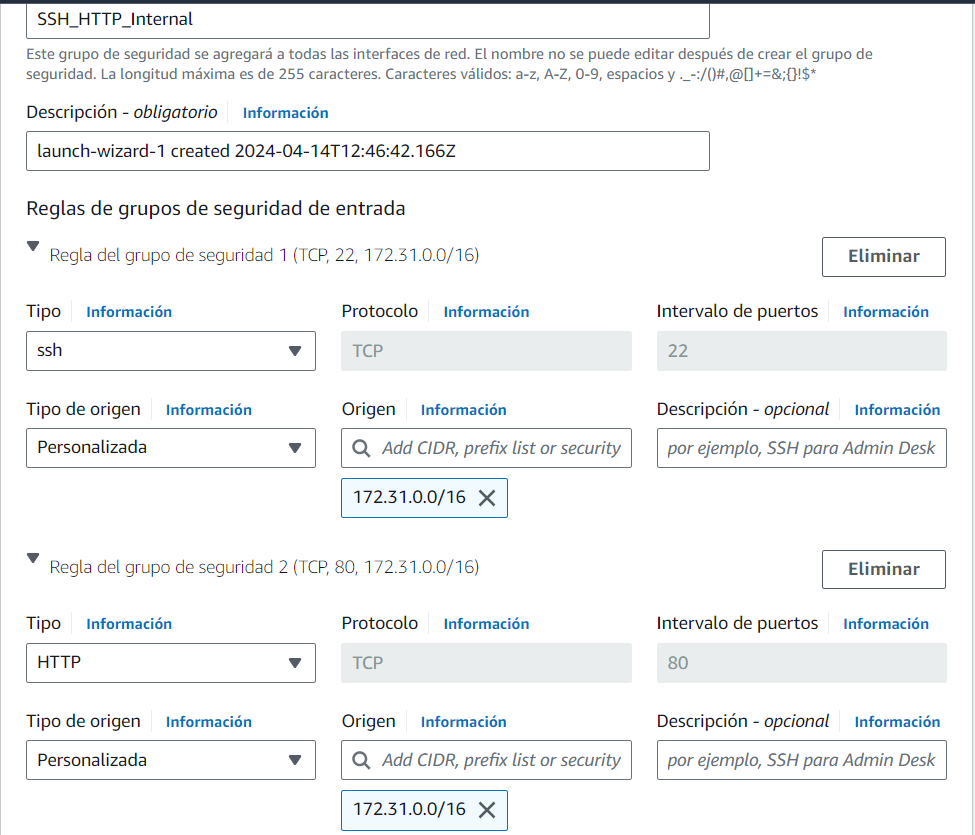 SSH_HTTP_Internal
Este grupo de seguridad se agregará a todas las interfaces de red. El nombre no se puede editar después de crear el grupo de
seguridad. La longitud máxima es de 255 caracteres. Caracteres válidos: a-z, A-Z, 0-9, espacios y ._-:/()#,@[]+=&;{}!$*
Descripción - obligatorio Información
launch-wizard-1 created 2024-04-14T12:46:42.166Z
Reglas de grupos de seguridad de entrada
Regla del grupo de seguridad 1 (TCP, 22, 172.31.0.0/16) Eliminar
Tipo Información Protocolo Información Intervalo de puertos Información
ssh TCP 22
Tipo de origen Información Origen Información Descripción - opcional Información
Personalizada Add CIDR, prefix list or security por ejemplo, SSH para Admin Desk
172.31.0.0/16
Regla del grupo de seguridad 2 (TCP, 80, 172.31.0.0/16) Eliminar
Tipo Información Protocolo Información Intervalo de puertos Información
HTTP TCP 80
Tipo de origen Información Origen Información Descripción - opcional Información
Personalizada Add CIDR, prefix list or security por ejemplo, SSH para Admin Desk
172.31.0.0/16